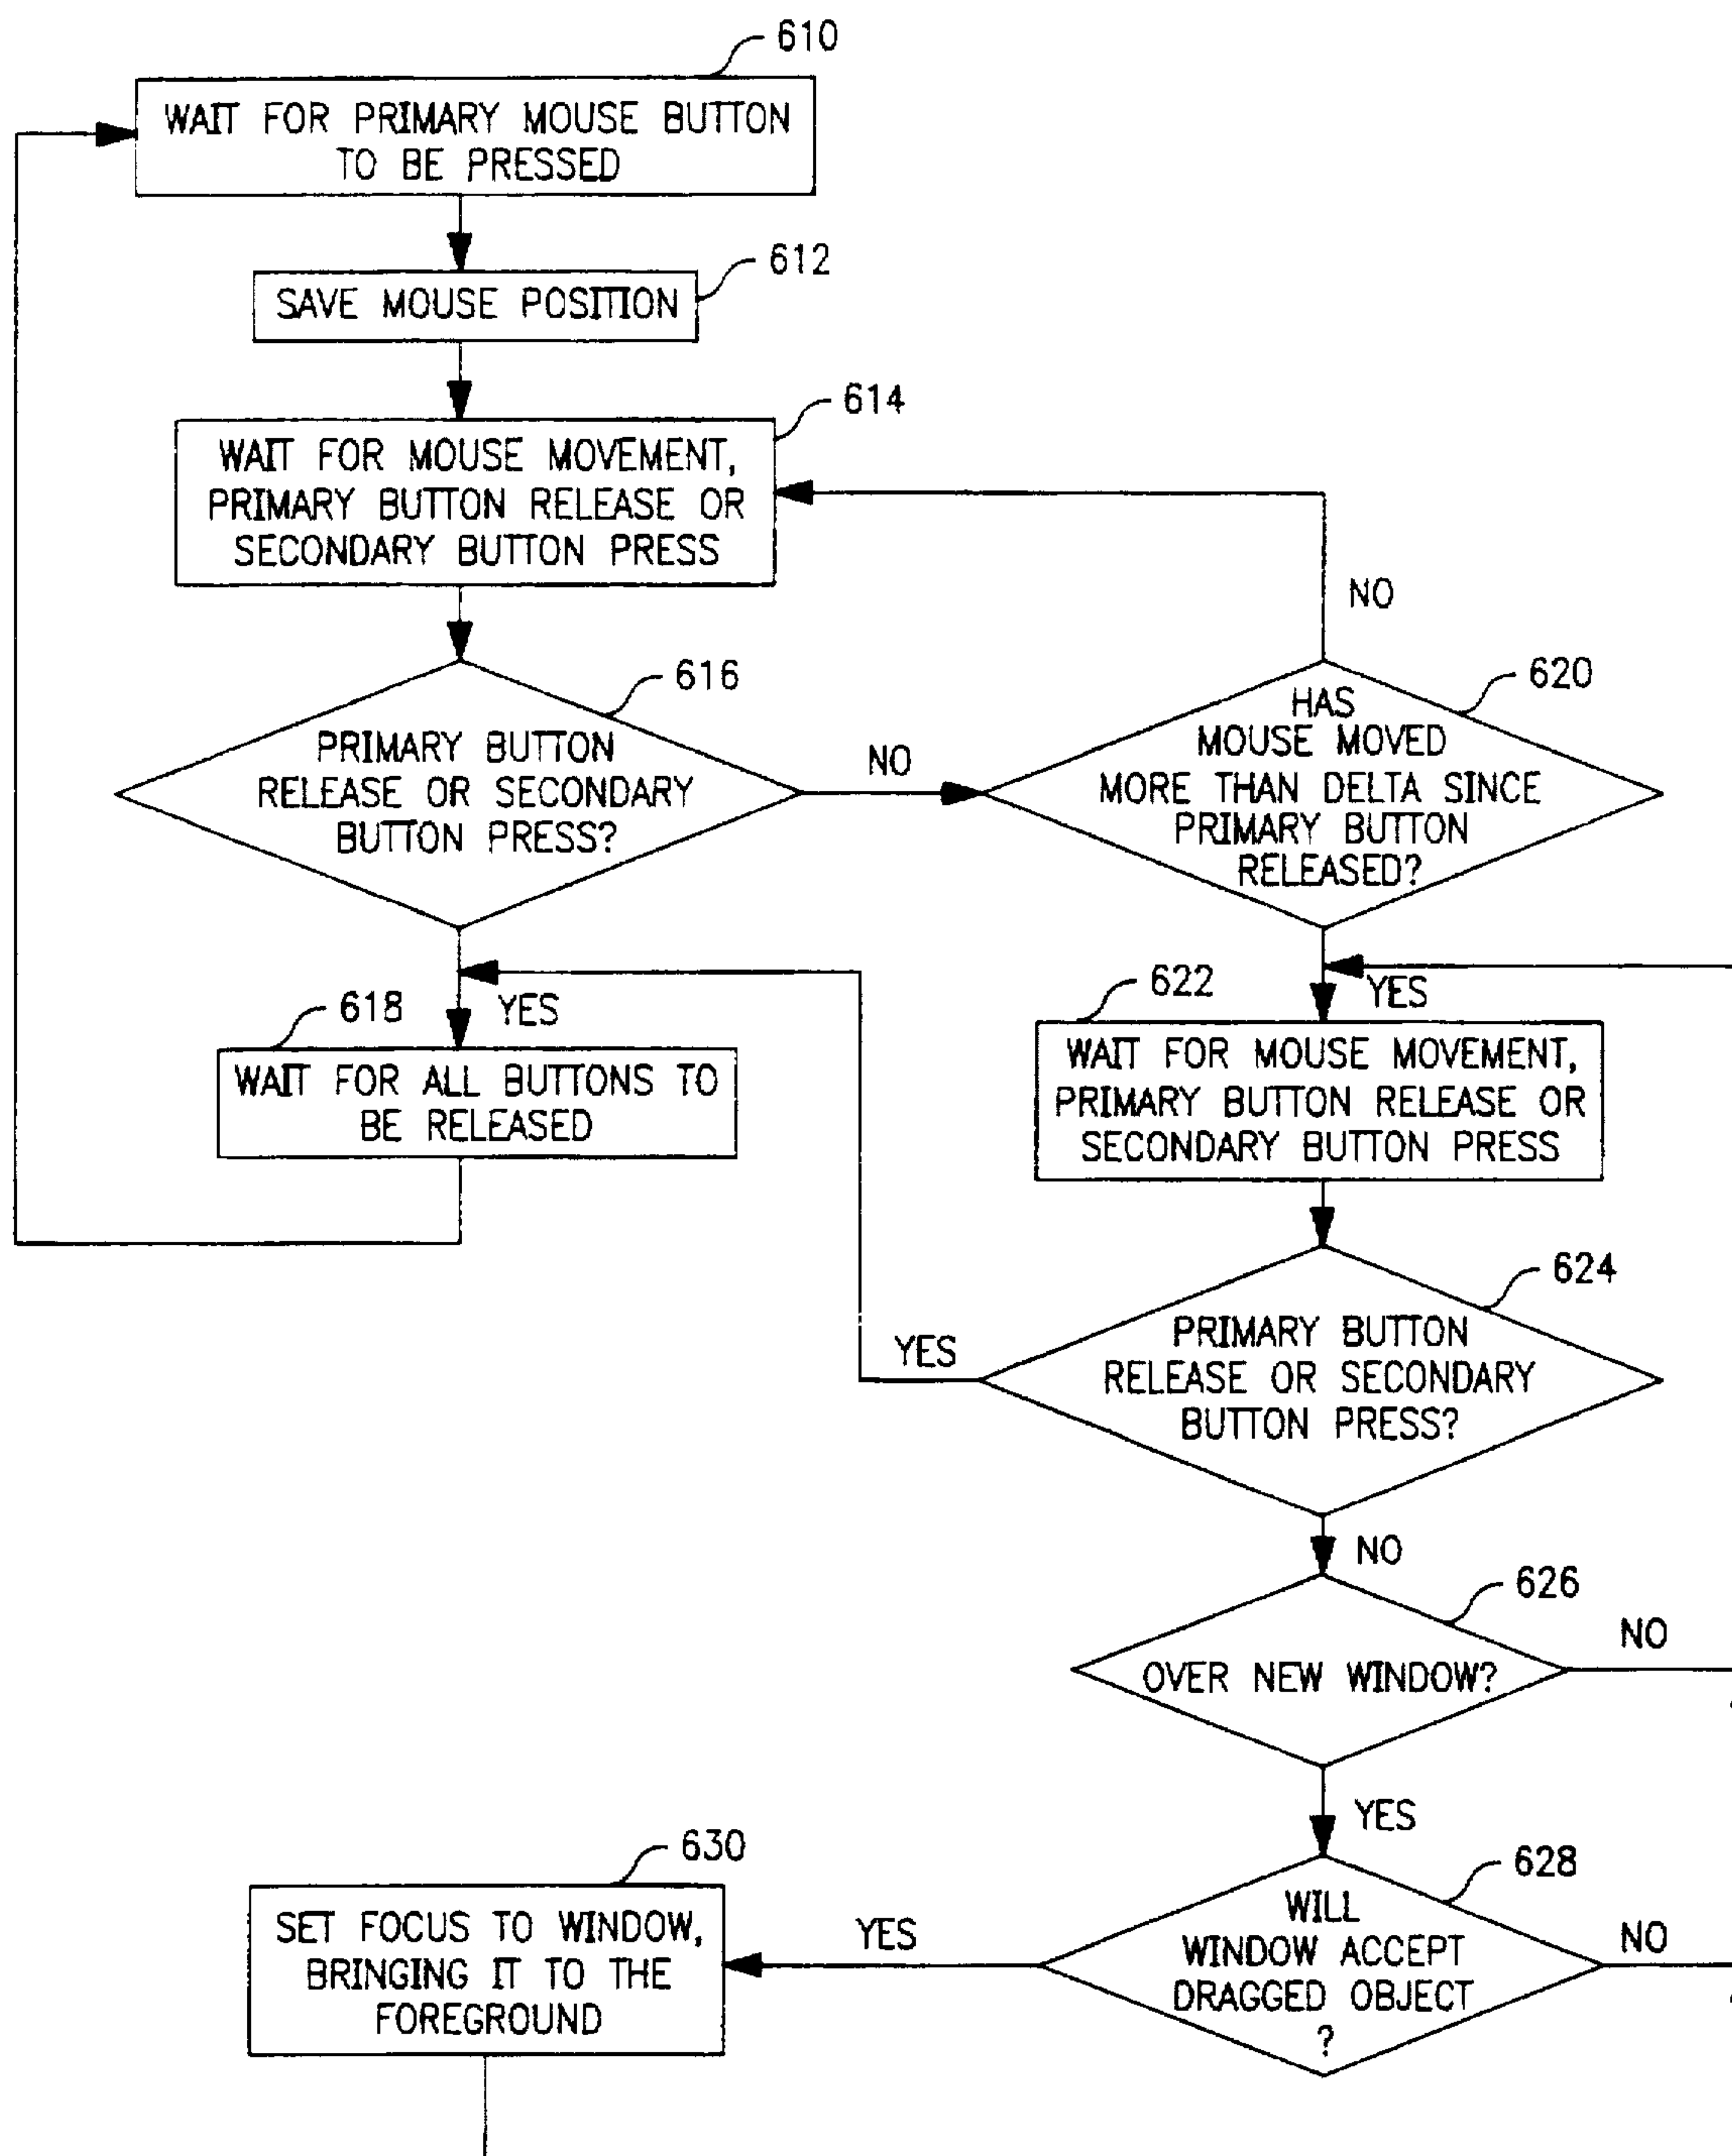 610
WAIT FOR PRIMARY MOUSE BUTTON
TO BE PRESSED
612
SAVE MOUSE POSITION
614
WAIT FOR MOUSE MOVEMENT,
PRIMARY BUTTON RELEASE OR
SECONDARY BUTTON PRESS
NO
616
PRIMARY BUTTON
RELEASE OR SECONDARY
BUTTON PRESS?
NO
620
HAS
MOUSE MOVED
MORE THAN DELTA SINCE
PRIMARY BUTTON
RELEASED?
618
YES
WAIT FOR ALL BUTTONS TO
BE RELEASED
622
YES
WAIT FOR MOUSE MOVEMENT,
PRIMARY BUTTON RELEASE OR
SECONDARY BUTTON PRESS
624
YES
PRIMARY BUTTON
RELEASE OR SECONDARY
BUTTON PRESS?
NO
626
NO
OVER NEW WINDOW?
YES
628
WILL
WINDOW ACCEPT
DRAGGED OBJECT
?
NO
YES
630
SET FOCUS TO WINDOW,
BRINGING IT TO THE
FOREGROUND